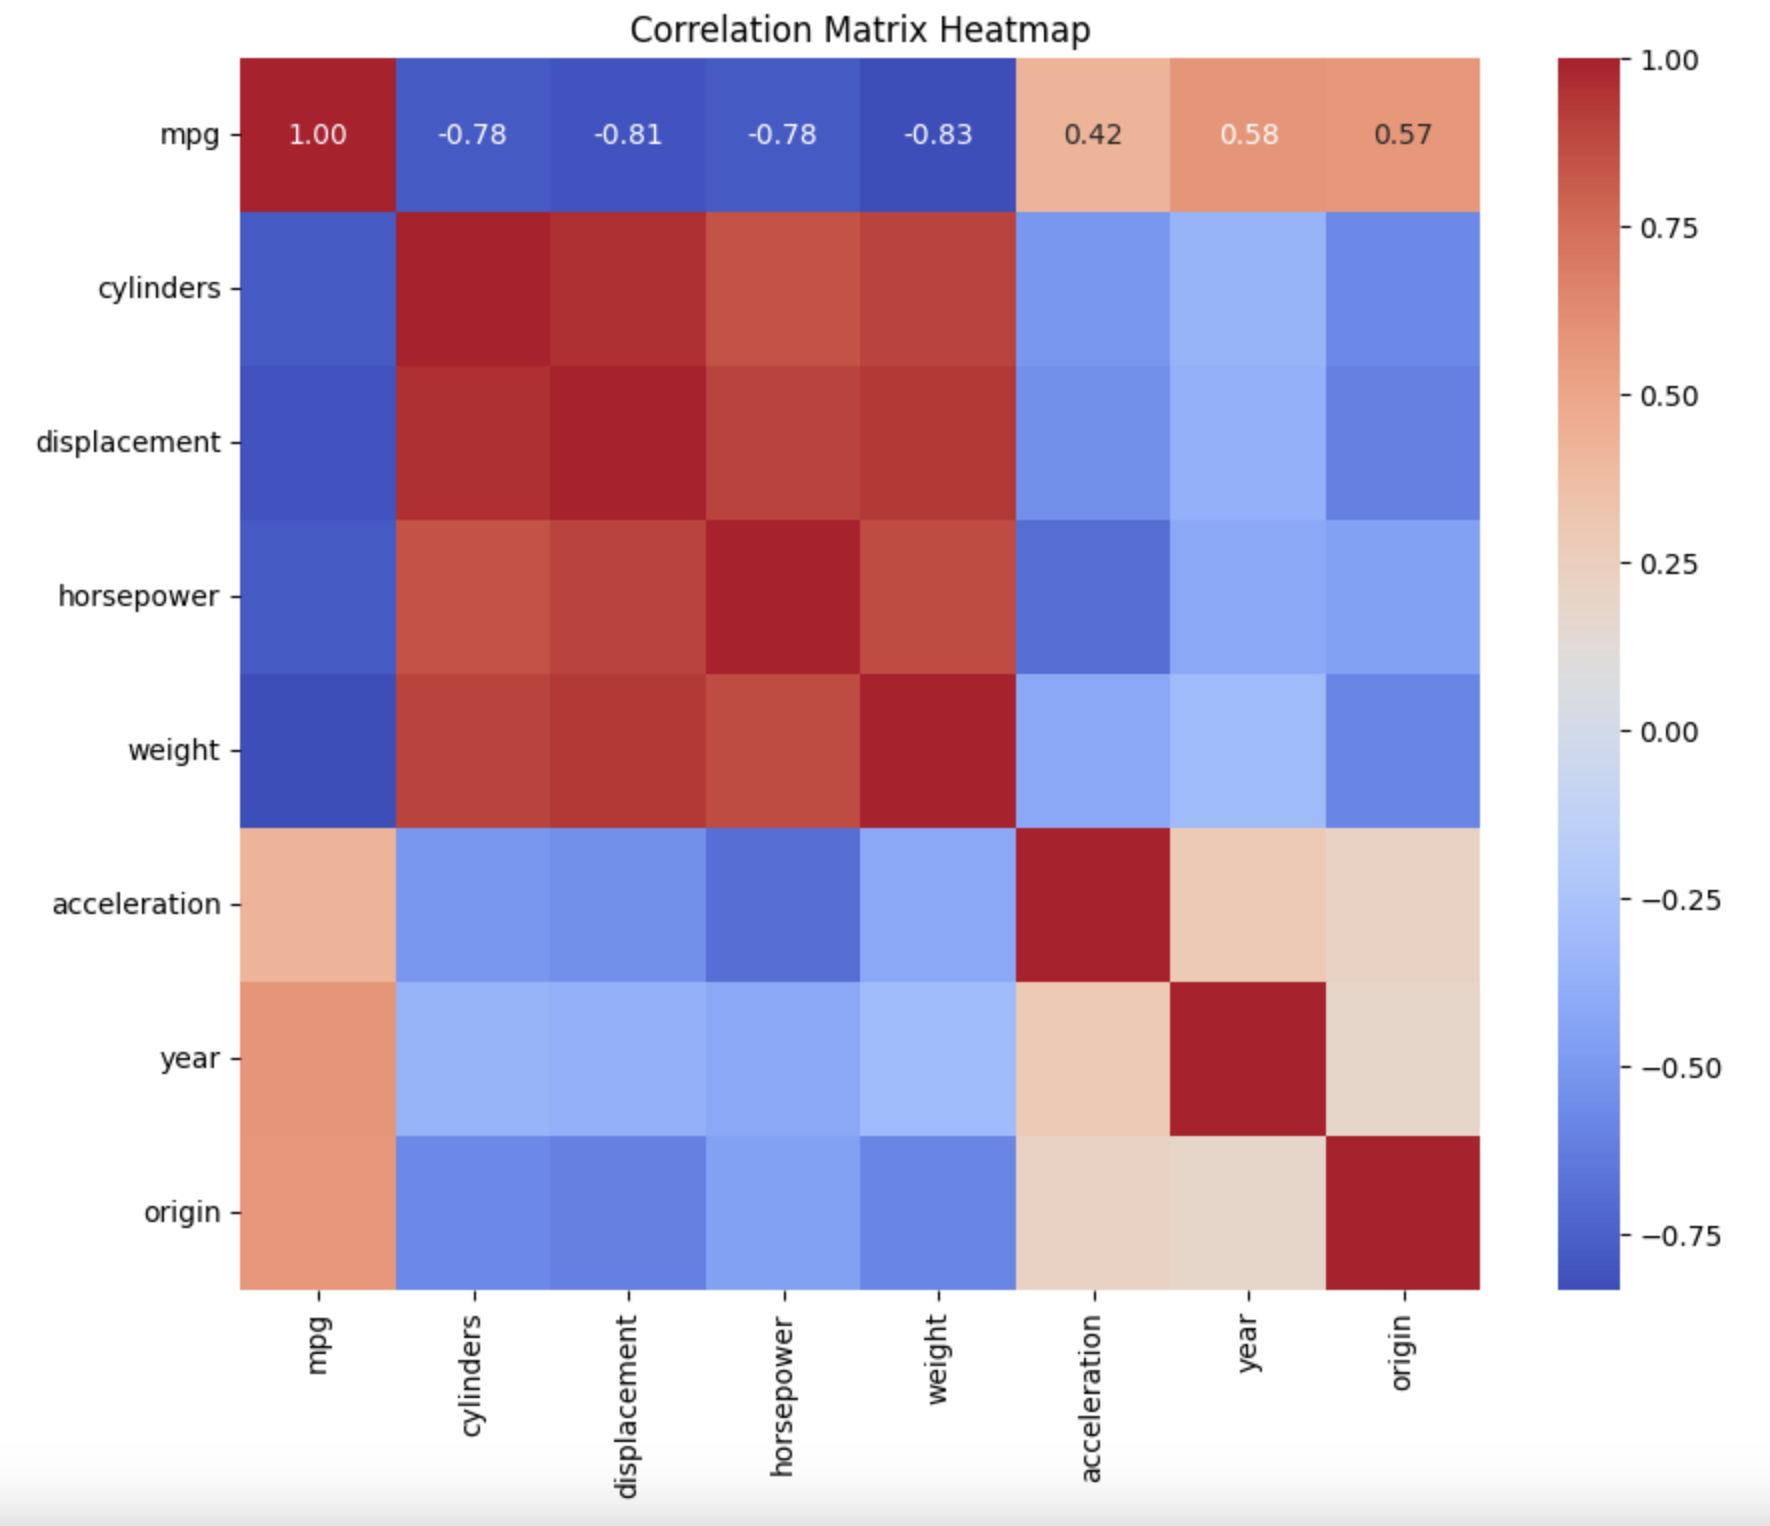 Correlation Matrix Heatmap
mpg 1.00 -0.78 -0.81 -0.78 -0.83 0.42 0.58 0.57
cylinders
displacement
horsepower
weight
acceleration
year
origin
mpg cylinders displacement horsepower weight acceleration year origin
1.00
0.75
0.50
0.25
0.00
−0.25
−0.50
−0.75